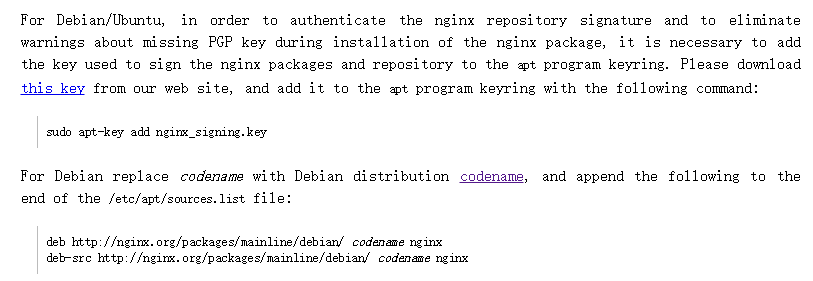 For Debian/Ubuntu, in order to authenticate the nginx repository signature and to eliminate
warnings about missing PGP key during installation of the nginx package, it is necessary to add
the key used to sign the nginx packages and repository to the apt program keyring. Please download
this key from our web site, and add it to the apt program keyring with the following command:
sudo apt-key add nginx_signing.key
For Debian replace codename with Debian distribution codename, and append the following to the
end of the /etc/apt/sources.list file:
deb http://nginx.org/packages/mainline/debian/ codename nginx
deb-src http://nginx.org/packages/mainline/debian/ codename nginx